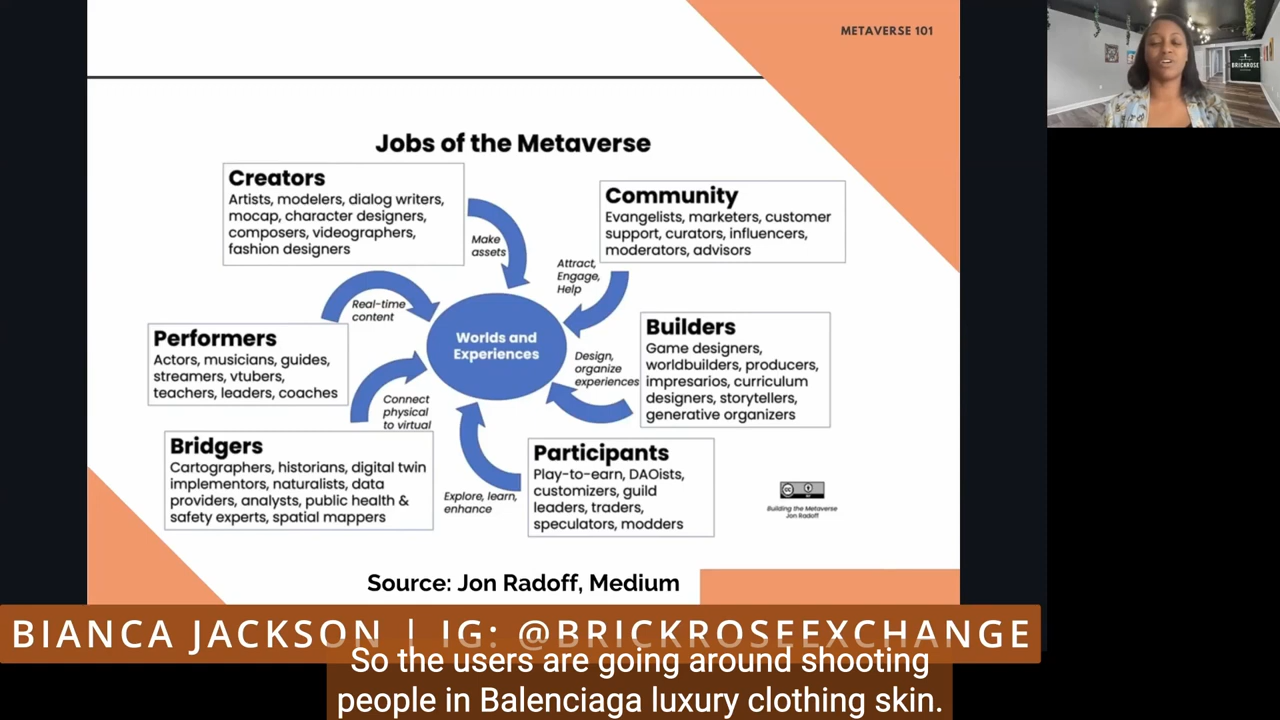 METAVERSE 101
BRICKROSE
Jobs of the Metaverse
Creators
Artists, modelers, dialog writers,
mocap, character designers,
composers, videographers,
fashion designers
Make
assets
Community
Evangelists, marketers, customer
support, curators, influencers,
moderators, advisors
Attract,
Engage,
Help
Real-time
content
Performers
Actors, musicians, guides,
streamers, vtubers,
teachers, leaders, coaches
Worlds and
Experiences
Builders
Game designers,
worldbuilders, producers,
impresarios, curriculum
designers, storytellers,
generative organizers
Design,
organize
experiences
Connect
physical
to virtual
Bridgers
Cartographers, historians, digital twin
implementors, naturalists, data
providers, analysts, public health &
safety experts, spatial mappers
Explore, learn,
enhance
Participants
Play-to-earn, DAOists,
customizers, guild
leaders, traders,
speculators, modders
Building the Metaverse
Jon Radoff
Source: Jon Radoff, Medium
BIANCA JACKSON | IG: @BRICKROSEEXCHANGE
So the users are going around shooting
people in Balenciaga luxury clothing skin.